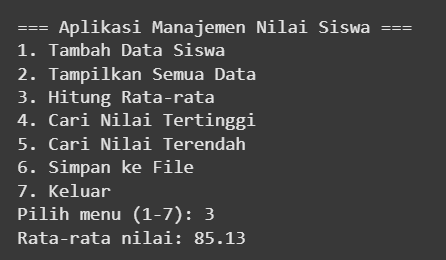 === Aplikasi Manajemen Nilai Siswa ===
1. Tambah Data Siswa
2. Tampilkan Semua Data
3. Hitung Rata-rata
4. Cari Nilai Tertinggi
5. Cari Nilai Terendah
6. Simpan ke File
7. Keluar
Pilih menu (1-7): 3
Rata-rata nilai: 85.13